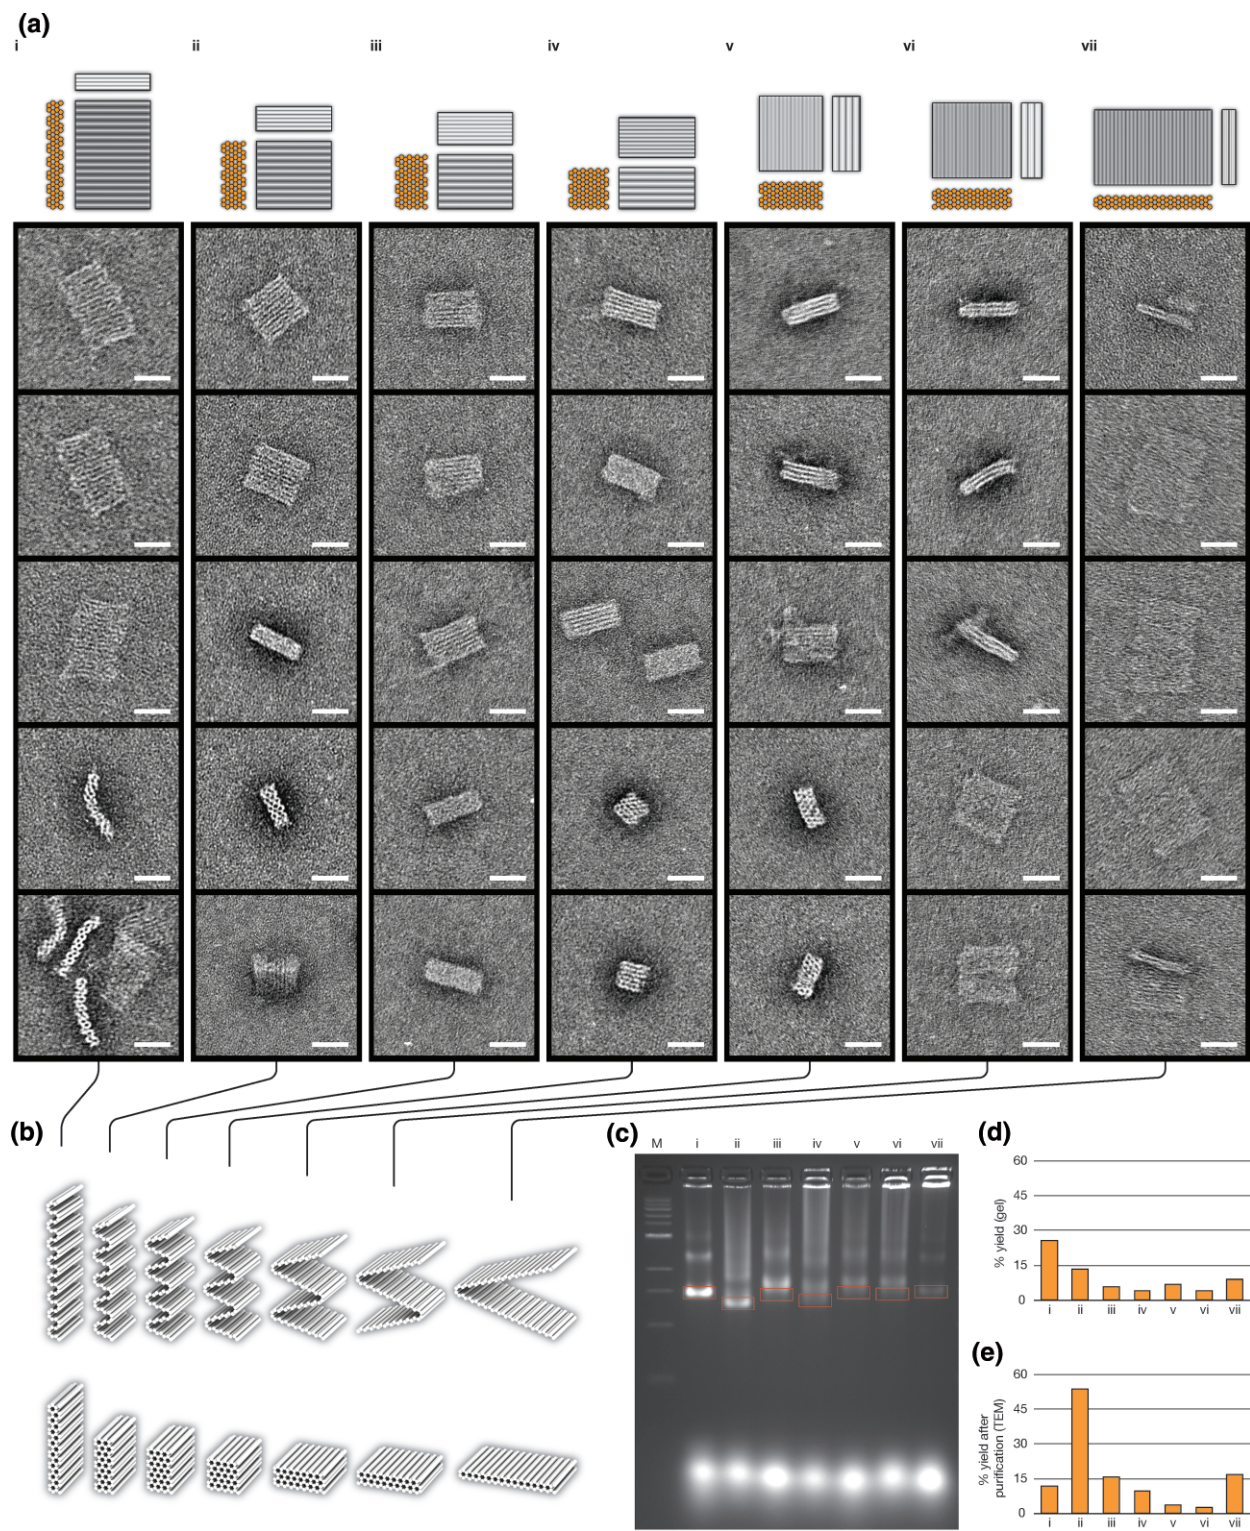 (a)
i ii iii iv v vi vii
(b)
(c)
M i ii iii iv v vi vii
(d)
% yield (gel)
60
45
30
15
0
i ii iii iv v vi vii
(e)
% yield after
purification (TEM)
60
45
30
15
0
i ii iii iv v vi vii